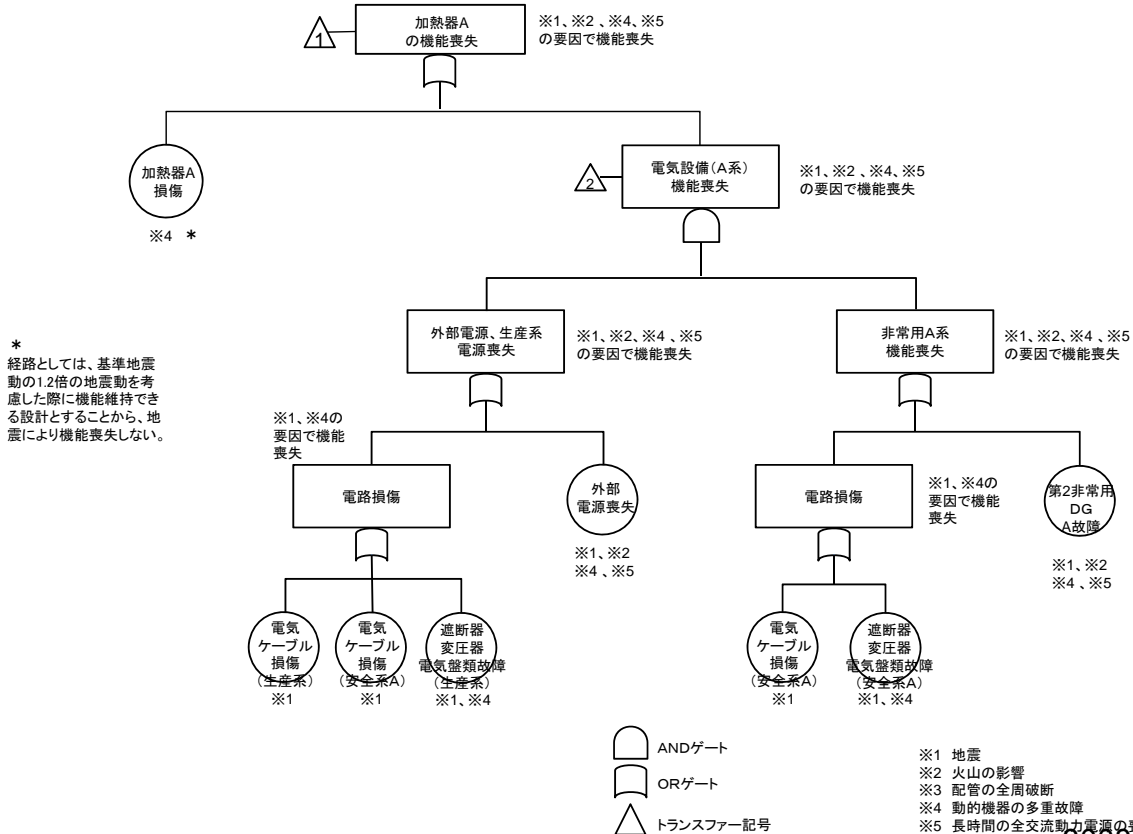 加熱器A
の機能喪失
※1、※2 、※4、※5
の要因で機能喪失
1
加熱器A
損傷
※4 *
電気設備(A系)
機能喪失
※1、※2 、※4、※5
の要因で機能喪失
2
*
経路としては、基準地震
動の1.2倍の地震動を考
慮した際に機能維持でき
る設計とすることから、地
震により機能喪失しない。
外部電源、生産系
電源喪失
※1、※2、※4 、※5
の要因で機能喪失
非常用A系
機能喪失
※1、※2、※4 、※5
の要因で機能喪失
※1、※4の
要因で機能
喪失
電路損傷
外部
電源喪失
※1、※2
※4 、※5
電路損傷
※1、※4の
要因で機能
喪失
第2非常用
DG
A故障
※1、※2
※4 、※5
電気
ケーブル
損傷
(生産系)
※1
電気
ケーブル
損傷
(安全系A)
※1
遮断器
変圧器
電気盤類故障
(生産系)
※1、※4
電気
ケーブル
損傷
(安全系A)
※1
遮断器
変圧器
電気盤類故障
(安全系A)
※1、※4
ANDゲート
ORゲート
トランスファー記号
※1 地震
※2 火山の影響
※3 配管の全周破断
※4 動的機器の多重故障
※5 長時間の全交流動力電源の